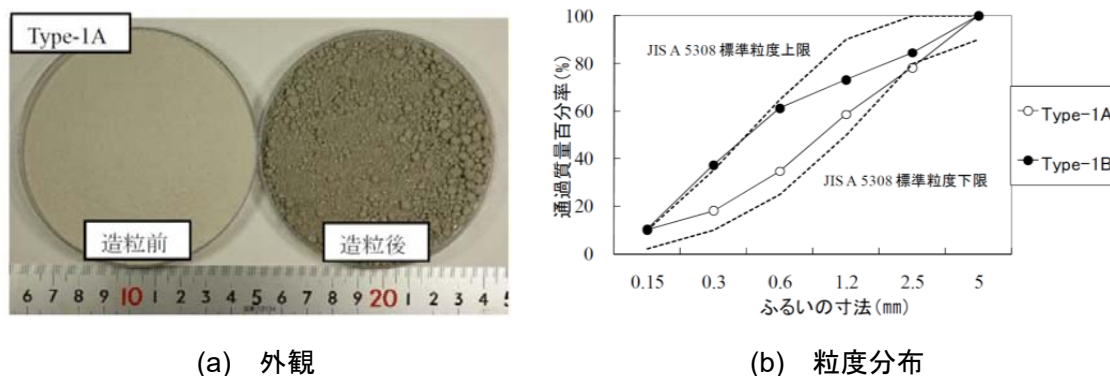 Type-1A
造粒前
造粒後
6 7 8 9 10 1 2 3 4 5 6 7 8 9 20 1 2 3 4 5
(a) 外観
通過質量百分率(%)
100
80
60
40
20
0
JIS A 5308 標準粒度上限
JIS A 5308 標準粒度下限
0.15 0.3 0.6 1.2 2.5 5
ふるいの寸法(㎜)
Type-1A
Type-1B
(b) 粒度分布